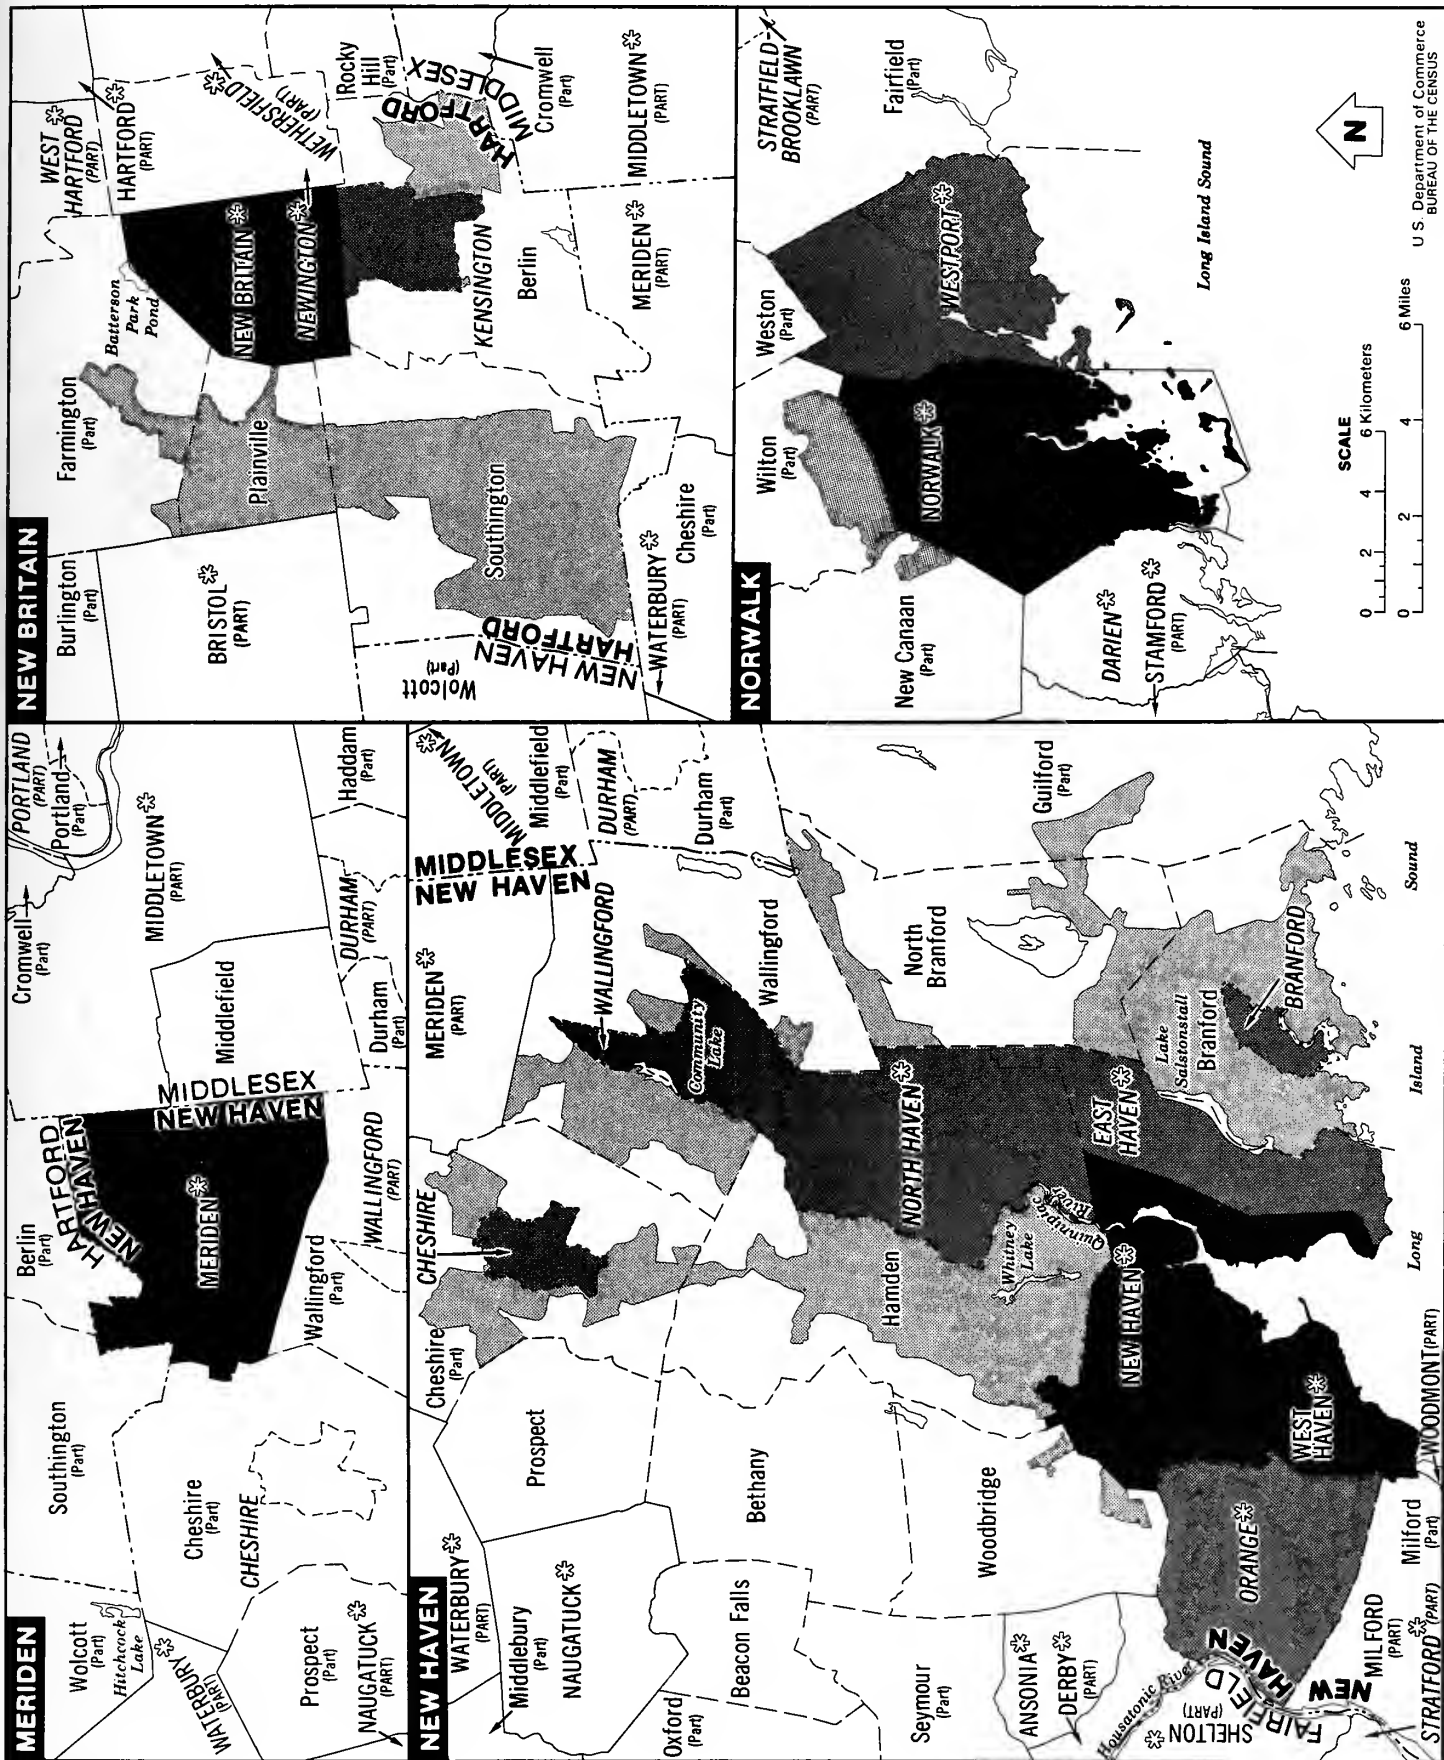 MERIDEN
Wolcott
(Part)
Hitchcock
Lake
WATERBURY
(PART)
Prospect
(Part)
NAUGATUCK
(PART)
Southington
(Part)
Cheshire
(Part)
CHESHIRE
Berlin
(Part)
HARTFORD
NEW HAVEN
MERIDEN
MIDDLESEX
NEW HAVEN
Wallingford
(Part)
WALLINGFORD
(PART)
Cromwell
(Part)
PORTLAND
(PART)
Portland
(Part)
MIDDLETOWN
(PART)
Middlefield
DURHAM
(PART)
Durham
(Part)
Haddam
(Part)
NEW BRITAIN
Burlington
(Part)
BRISTOL
(PART)
Wolcott
(Part)
NEW HAVEN
HARTFORD
WATERBURY
(PART)
Cheshire
(Part)
Farmington
(Part)
Plainville
Southington
Batterson
Park
Pond
NEW BRITAIN
NEWINGTON
KENSINGTON
Berlin
MERIDEN
(PART)
WEST
HARTFORD
(PART)
HARTFORD
(PART)
WETHERSFIELD
(PART)
Rocky
Hill
(Part)
HARTFORD
MIDDLESEX
Cromwell
(Part)
MIDDLETOWN
(PART)
NEW HAVEN
WATERBURY
(PART)
Middlebury
(Part)
NAUGATUCK
Oxford
(Part)
Beacon Falls
Seymour
(Part)
ANSONIA
DERBY
(PART)
Housatonic River
SHELTON
(PART)
FAIRFIELD
NEW HAVEN
MILFORD
(PART)
STRATFORD (PART)
Cheshire
(Part)
CHESHIRE
Prospect
Bethany
Woodbridge
ORANGE
Milford
(Part)
WOODMONT (PART)
WEST
HAVEN
NEW HAVEN
Hamden
Whitney
Lake
Quinnipiac
River
NORTH HAVEN
EAST
HAVEN
MERIDEN
(PART)
WALLINGFORD
Community
Lake
Wallingford
MIDDLESEX
NEW HAVEN
MIDDLETOWN
(PART)
Middlefield
(Part)
DURHAM
(PART)
Durham
(Part)
North
Branford
Guilford
(Part)
Lake
Salstonstall
Branford
BRANFORD
Long
Island
Sound
NORWALK
New Canaan
(Part)
DARIEN
STAMFORD
(PART)
Wilton
(Part)
NORWALK
Weston
(Part)
WESTPORT
STRATFIELD-
BROOKLAWN
(PART)
Fairfield
(Part)
Long Island Sound
N
SCALE
0 2 4 6 Kilometers
0 2 4 6 Miles
U.S. Department of Commerce
BUREAU OF THE CENSUS